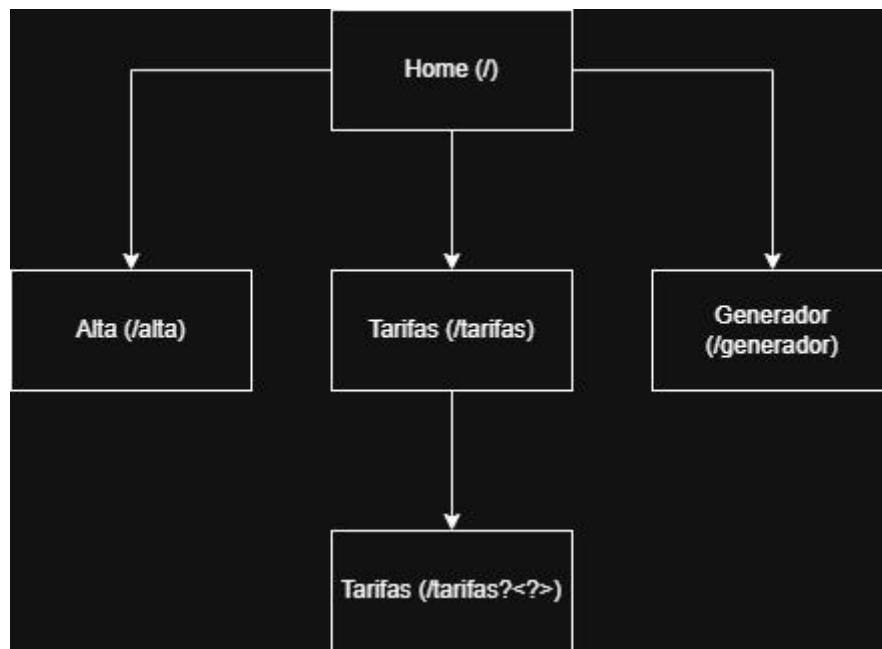 Home (/)
Alta (/alta)
Tarifas (/tarifas)
Generador
(/generador)
Tarifas (/tarifas?<?>)